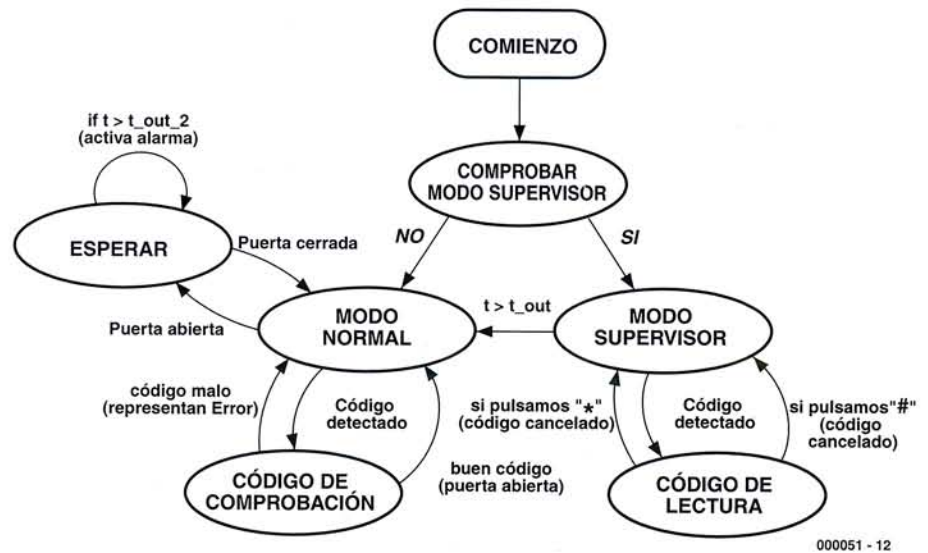 COMIENZO
if t > t_out_2
(activa alarma)
COMPROBAR
MODO SUPERVISOR
ESPERAR
Puerta cerrada
NO
SI
Puerta abierta
MODO
NORMAL
t > t_out
MODO
SUPERVISOR
código malo
(representan Error)
Código
detectado
si pulsamos "*"
(código cancelado)
Código
detectado
si pulsamos"#"
(código
cancelado)
buen código
(puerta abierta)
CÓDIGO DE
COMPROBACIÓN
CÓDIGO DE
LECTURA
000051 - 12